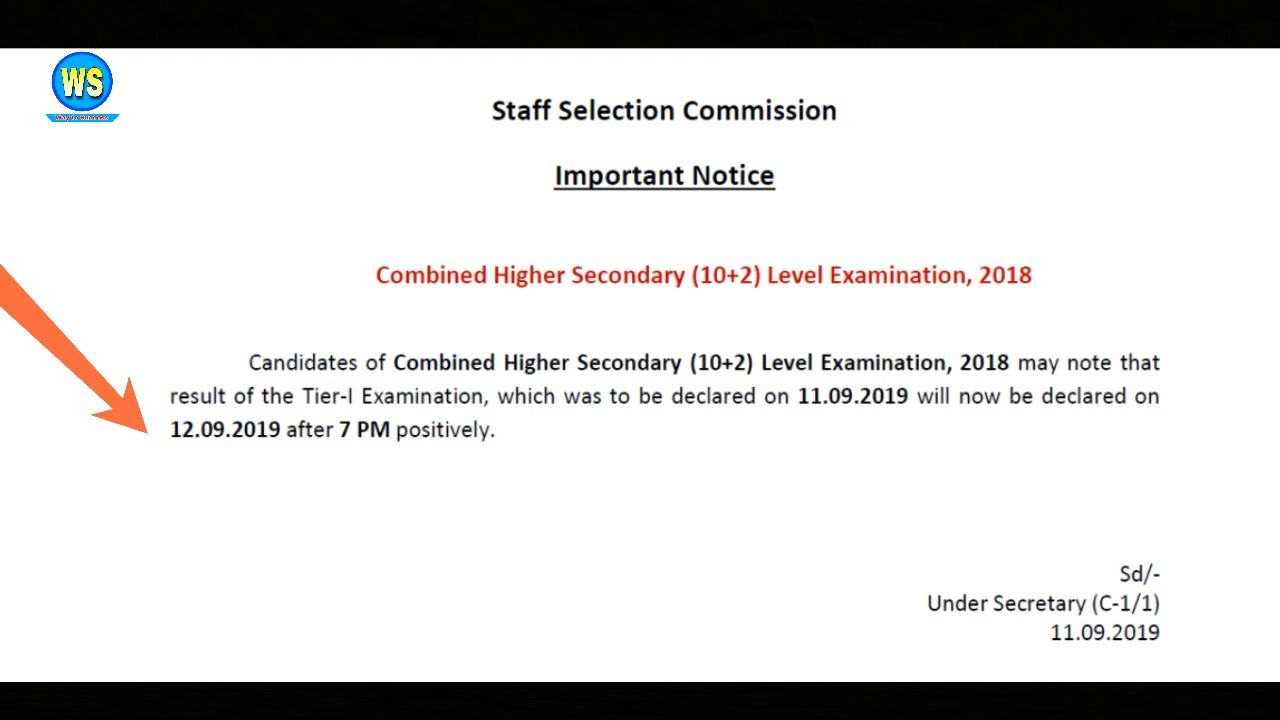 WS
Staff Selection Commission
Important Notice
Combined Higher Secondary (10+2) Level Examination, 2018
Candidates of Combined Higher Secondary (10+2) Level Examination, 2018 may note that
result of the Tier-I Examination, which was to be declared on 11.09.2019 will now be declared on
12.09.2019 after 7 PM positively.
Sd/-
Under Secretary (C-1/1)
11.09.2019